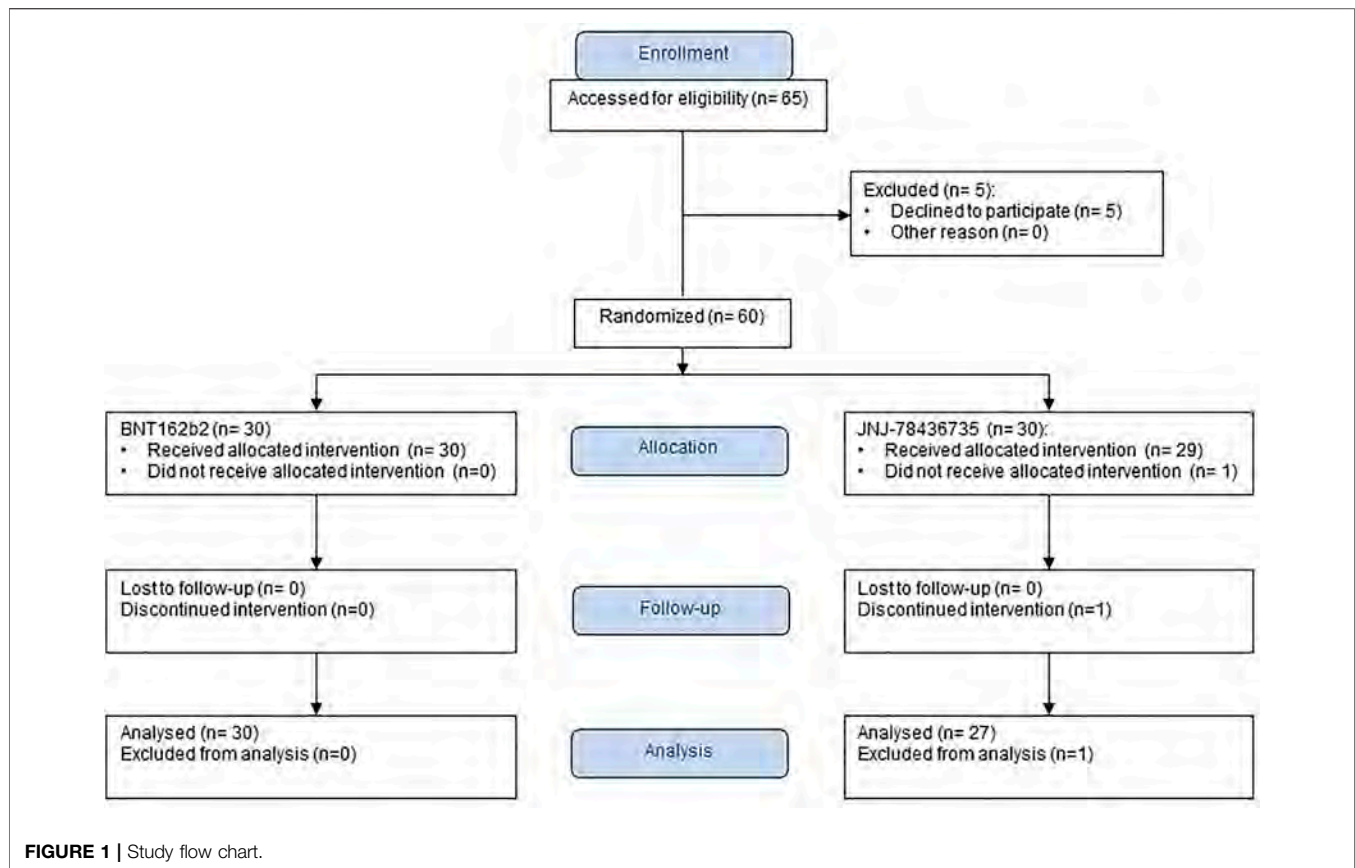 Enrollment
Accessed for eligibility (n= 65)
Excluded (n= 5):
• Declined to participate (n= 5)
• Other reason (n= 0)
Randomized (n= 60)
BNT162b2 (n= 30)
• Received allocated intervention (n= 30)
• Did not receive allocated intervention (n=0)
Allocation
JNJ-78436735 (n= 30):
• Received allocated intervention (n= 29)
• Did not receive allocated intervention (n= 1)
Lost to follow-up (n= 0)
Discontinued intervention (n=0)
Follow-up
Lost to follow-up (n= 0)
Discontinued intervention (n=1)
Analysed (n= 30)
Excluded from analysis (n=0)
Analysis
Analysed (n= 27)
Excluded from analysis (n=1)
FIGURE 1 | Study flow chart.